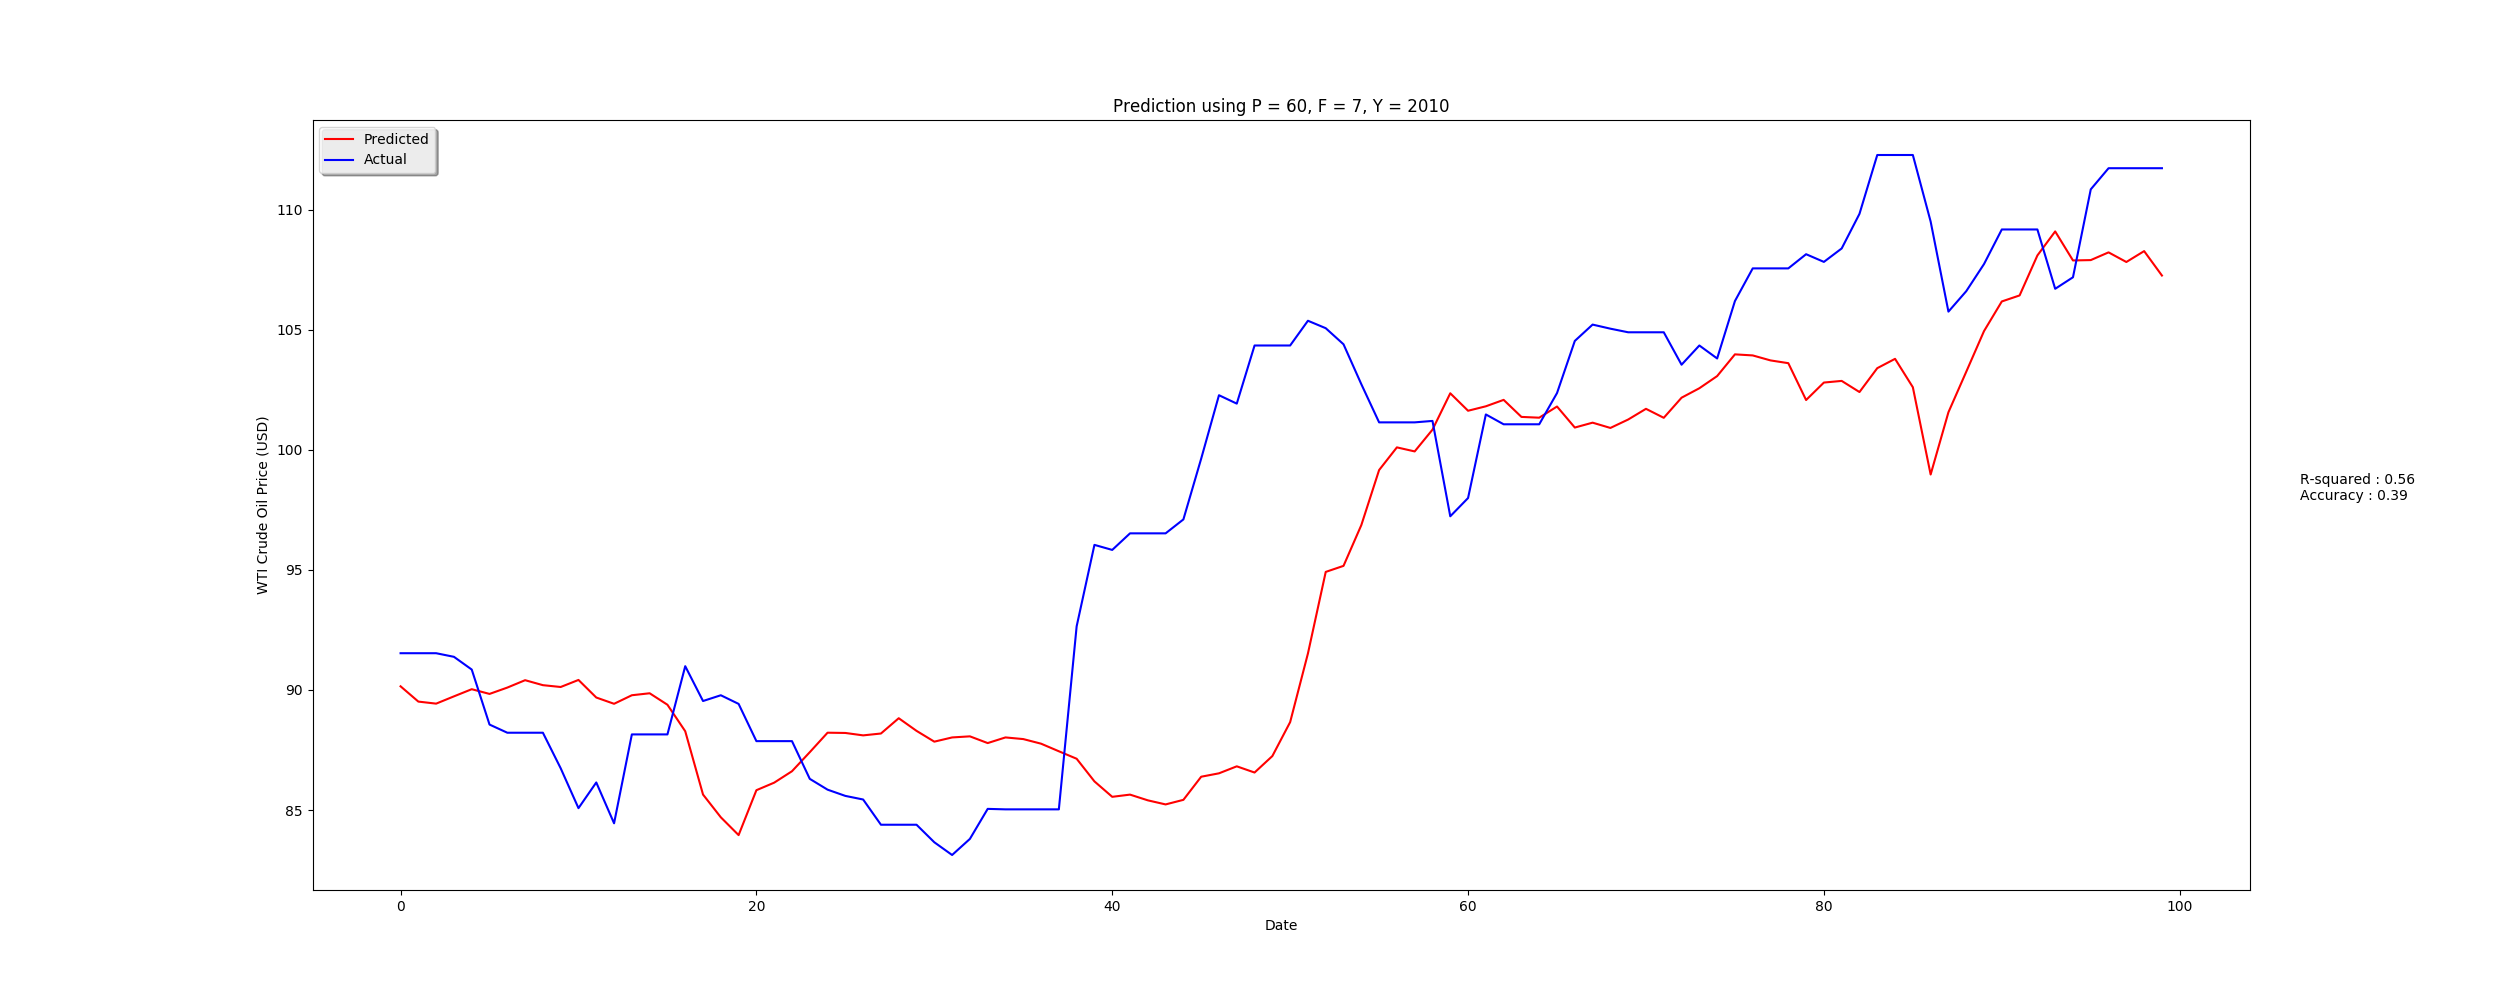 Prediction using P = 60, F = 7, Y = 2010
Predicted
Actual
110
105
100
95
90
85
WTI Crude Oil Price (USD)
0
20
40
60
80
100
Date
R-squared : 0.56
Accuracy : 0.39